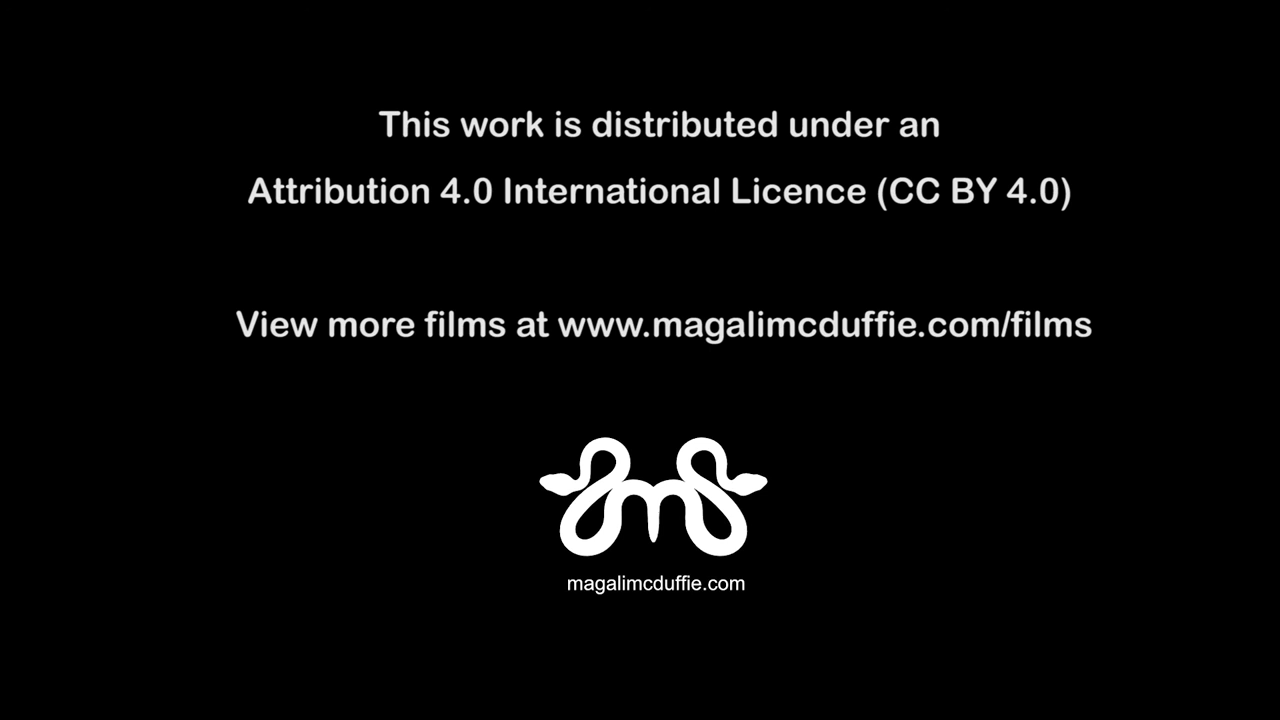 This work is distributed under an
Attribution 4.0 International Licence (CC BY 4.0)
View more films at www.magalimcduffie.com/films
magalimcduffie.com